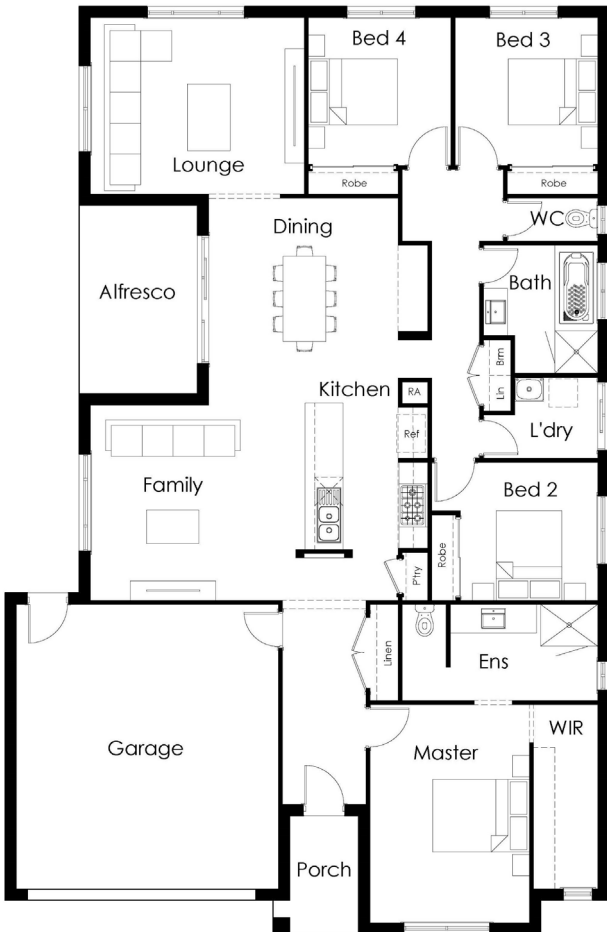 Bed 4
Bed 3
Lounge
Robe
Robe
WC
Dining
Bath
Alfresco
Brm
Lin
Kitchen
RA
Ref
L'dry
Family
Bed 2
Robe
P'try
Linen
Ens
Garage
Master
WIR
Porch